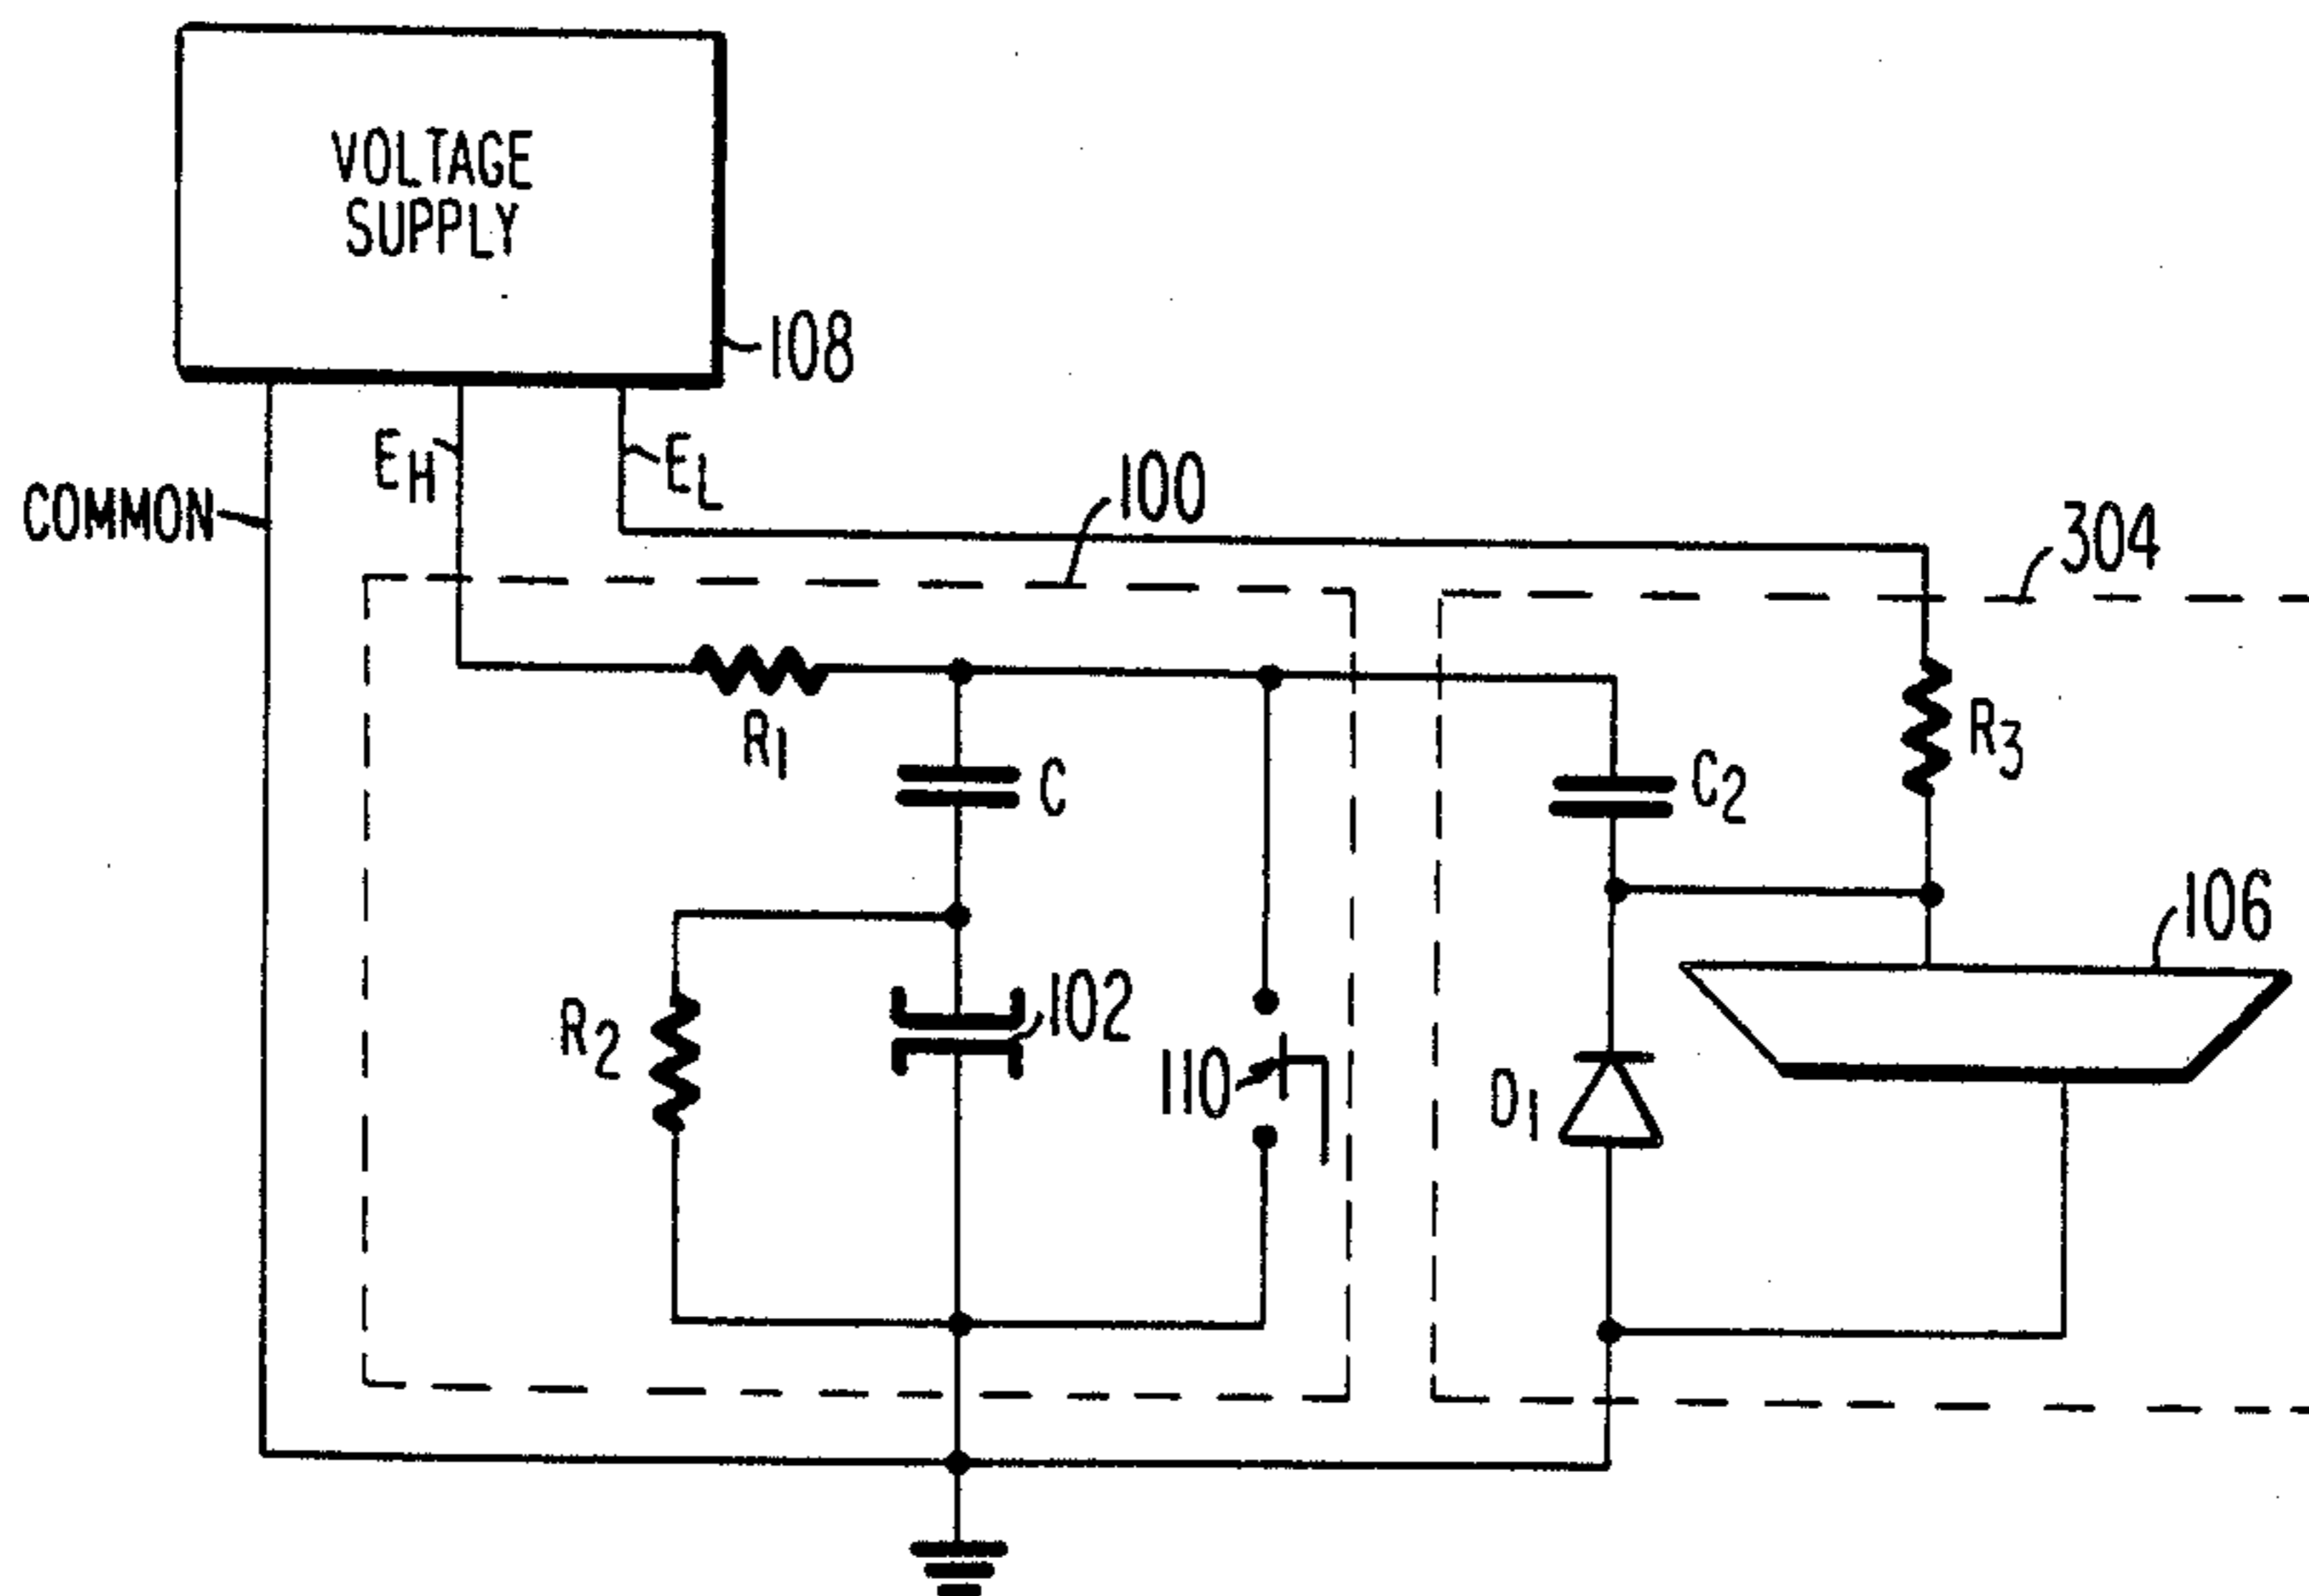 VOLTAGE
SUPPLY
108
EH
EL
COMMON
100
304
R1
C
C2
R3
106
R2
102
110
D1